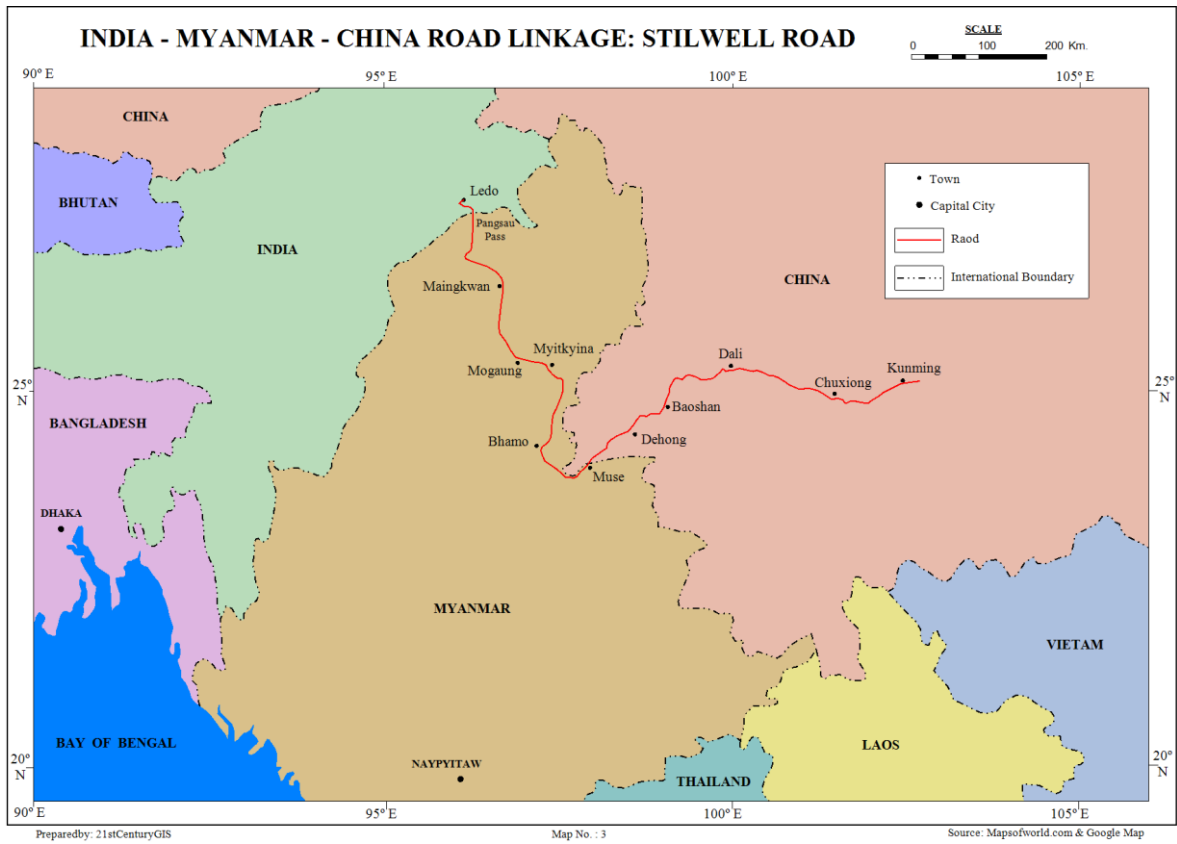 INDIA - MYANMAR - CHINA ROAD LINKAGE: STILWELL ROAD
SCALE
0 100 200 Km.
90° E 95° E 100° E 105° E
CHINA
BHUTAN
INDIA
Ledo
Pangsau
Pass
Maingkwan
CHINA
Town
Capital City
Raod
International Boundary
Myitkyina
Mogaung
Dali
Kunming
Chuxiong
Baoshan
Dehong
Bhamo
Muse
25°
N
25°
N
BANGLADESH
DHAKA
MYANMAR
VIETAM
BAY OF BENGAL
LAOS
NAYPYITAW
THAILAND
20°
N
20°
N
90° E 95° E 100° E 105° E
Preparedby: 21stCenturyGIS
Map No. : 3
Source: Mapsofworld.com & Google Map